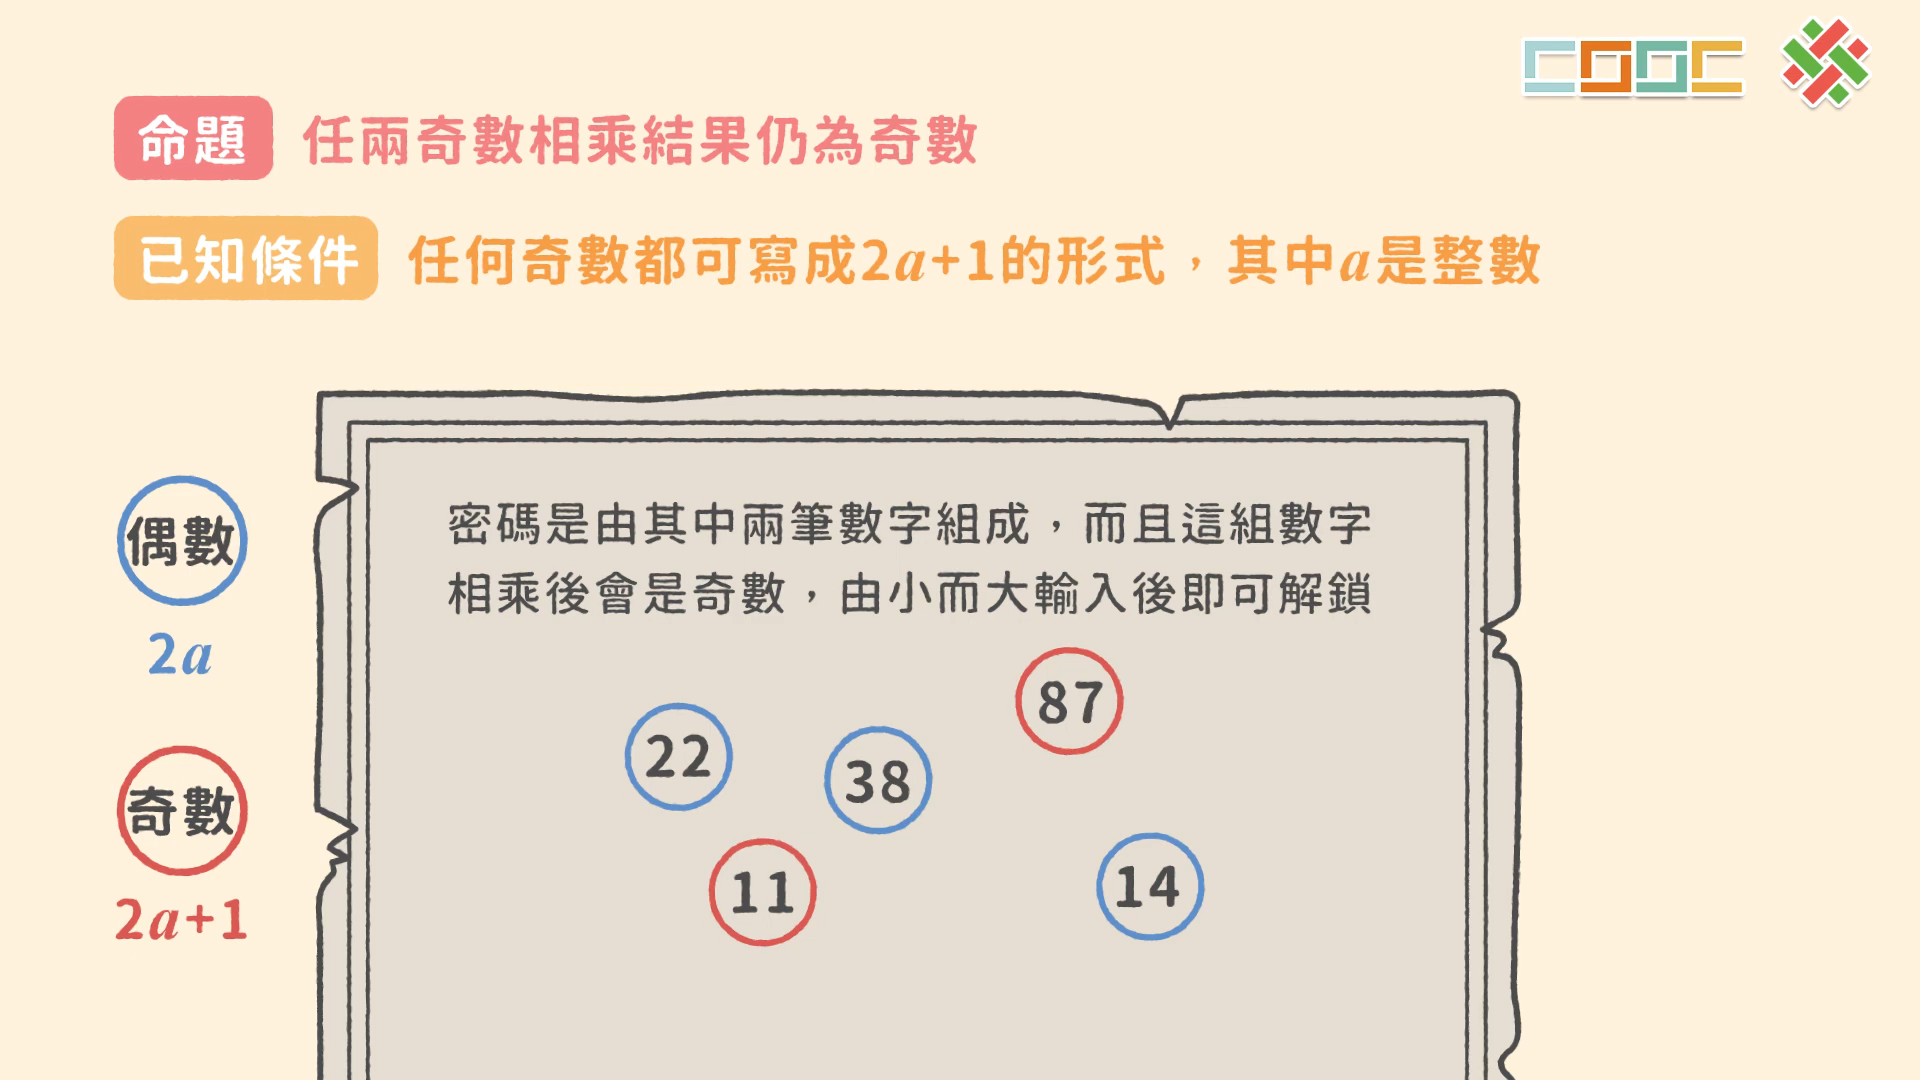 COOC
命題 任兩奇數相乘結果仍為奇數
已知條件 任何奇數都可寫成2a+1的形式，其中a是整數
密碼是由其中兩筆數字組成，而且這組數字
相乘後會是奇數，由小而大輸入後即可解鎖
偶數
2a
奇數
2a+1
87
22
38
11
14